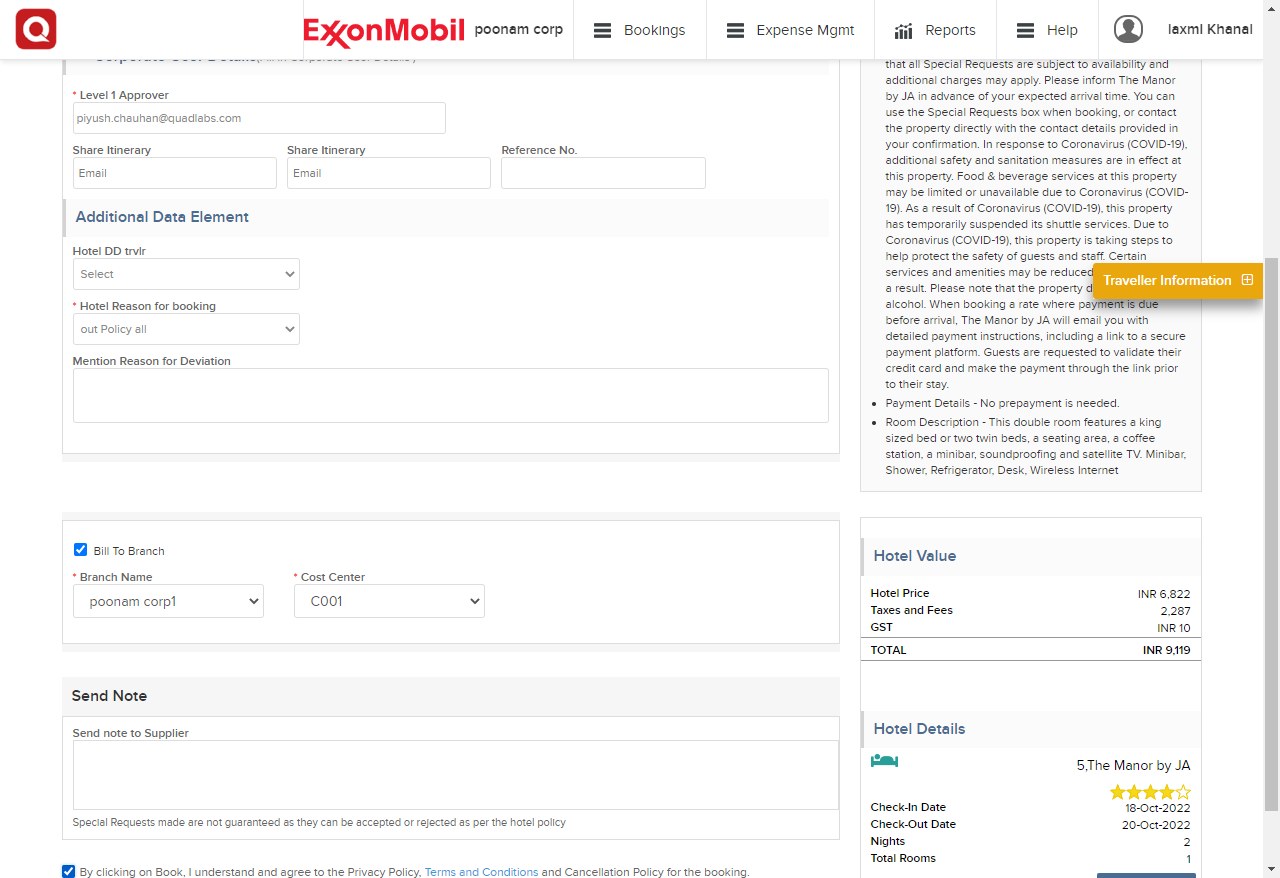 Q
ExxonMobil
poonam corp
Bookings
Expense Mgmt
Reports
Help
laxmi Khanal
Corporate User Details(All In Corporate User Details )
* Level 1 Approver
piyush.chauhan@quadlabs.com
Share Itinerary
Share Itinerary
Reference No.
Email
Email
Additional Data Element
Hotel DD trvlr
Select
* Hotel Reason for booking
out Policy all
Mention Reason for Deviation
Bill To Branch
* Branch Name
* Cost Center
poonam corp1
C001
Send Note
Send note to Supplier
Special Requests made are not guaranteed as they can be accepted or rejected as per the hotel policy
By clicking on Book, I understand and agree to the Privacy Policy, Terms and Conditions and Cancellation Policy for the booking.
that all Special Requests are subject to availability and
additional charges may apply. Please inform The Manor
by JA in advance of your expected arrival time. You can
use the Special Requests box when booking, or contact
the property directly with the contact details provided in
your confirmation. In response to Coronavirus (COVID-19),
additional safety and sanitation measures are in effect at
this property. Food & beverage services at this property
may be limited or unavailable due to Coronavirus (COVID-
19). As a result of Coronavirus (COVID-19), this property
has temporarily suspended its shuttle services. Due to
Coronavirus (COVID-19), this property is taking steps to
help protect the safety of guests and staff. Certain
services and amenities may be reduced
a result. Please note that the property d
alcohol. When booking a rate where payment is due
before arrival, The Manor by JA will email you with
detailed payment instructions, including a link to a secure
payment platform. Guests are requested to validate their
credit card and make the payment through the link prior
to their stay.
• Payment Details - No prepayment is needed.
• Room Description - This double room features a king
sized bed or two twin beds, a seating area, a coffee
station, a minibar, soundproofing and satellite TV. Minibar,
Shower, Refrigerator, Desk, Wireless Internet
Traveller Information
Hotel Value
Hotel Price INR 6,822
Taxes and Fees 2,287
GST INR 10
TOTAL INR 9,119
Hotel Details
5,The Manor by JA
Check-In Date 18-Oct-2022
Check-Out Date 20-Oct-2022
Nights 2
Total Rooms 1